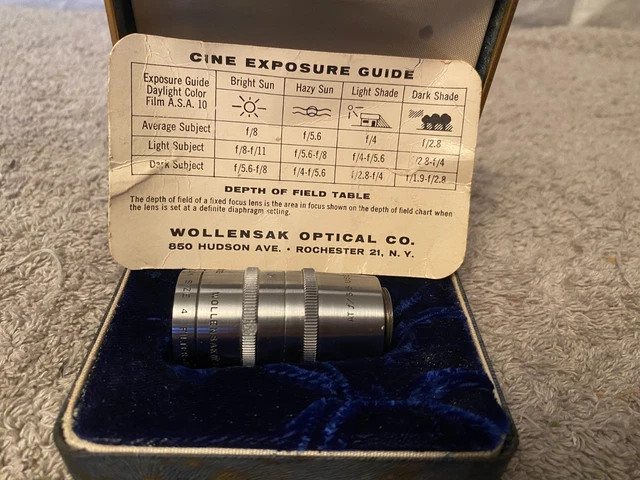 CINE EXPOSURE GUIDE
Exposure Guide Daylight Color Film A.S.A. 10 Bright Sun Hazy Sun Light Shade Dark Shade
Average Subject f/8 f/5.6 f/4 f/2.8
Light Subject f/8-f/11 f/5.6-f/8 f/4-f/5.6 f/2.8-f/4
Dark Subject f/5.6-f/8 f/4-f/5.6 f/2.8-f/4 f/1.9-f/2.8
DEPTH OF FIELD TABLE
The depth of field of a fixed focus lens is the area in focus shown on the depth of field chart when
the lens is set at a definite diaphragm setting.
WOLLENSAK OPTICAL CO.
850 HUDSON AVE. • ROCHESTER 21, N. Y.
WOLLENSAK